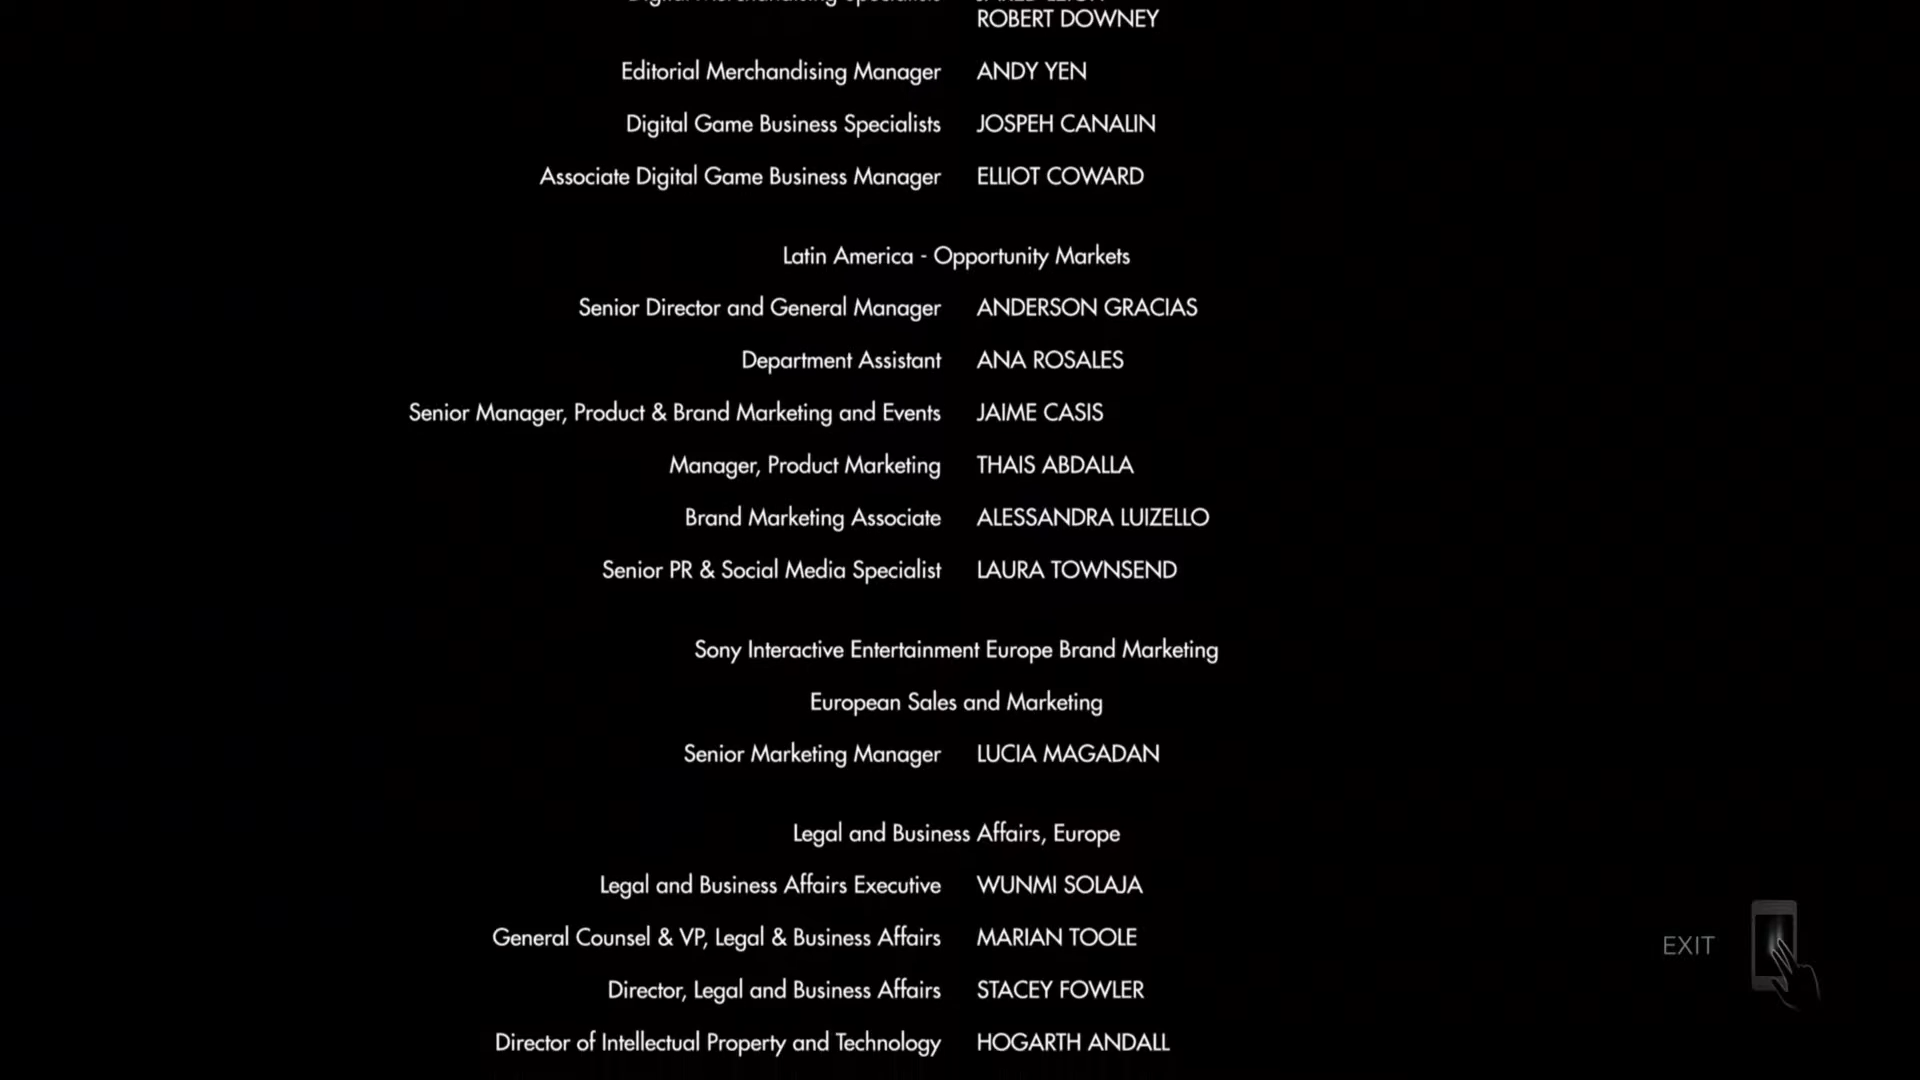 ROBERT DOWNEY
Editorial Merchandising Manager ANDY YEN
Digital Game Business Specialists JOSPEH CANALIN
Associate Digital Game Business Manager ELLIOT COWARD
Latin America - Opportunity Markets
Senior Director and General Manager ANDERSON GRACIAS
Department Assistant ANA ROSALES
Senior Manager, Product & Brand Marketing and Events JAIME CASIS
Manager, Product Marketing THAIS ABDALLA
Brand Marketing Associate ALESSANDRA LUIZELLO
Senior PR & Social Media Specialist LAURA TOWNSEND
Sony Interactive Entertainment Europe Brand Marketing
European Sales and Marketing
Senior Marketing Manager LUCIA MAGADAN
Legal and Business Affairs, Europe
Legal and Business Affairs Executive WUNMI SOLAJA
General Counsel & VP, Legal & Business Affairs MARIAN TOOLE
EXIT
Director, Legal and Business Affairs STACEY FOWLER
Director of Intellectual Property and Technology HOGARTH ANDALL